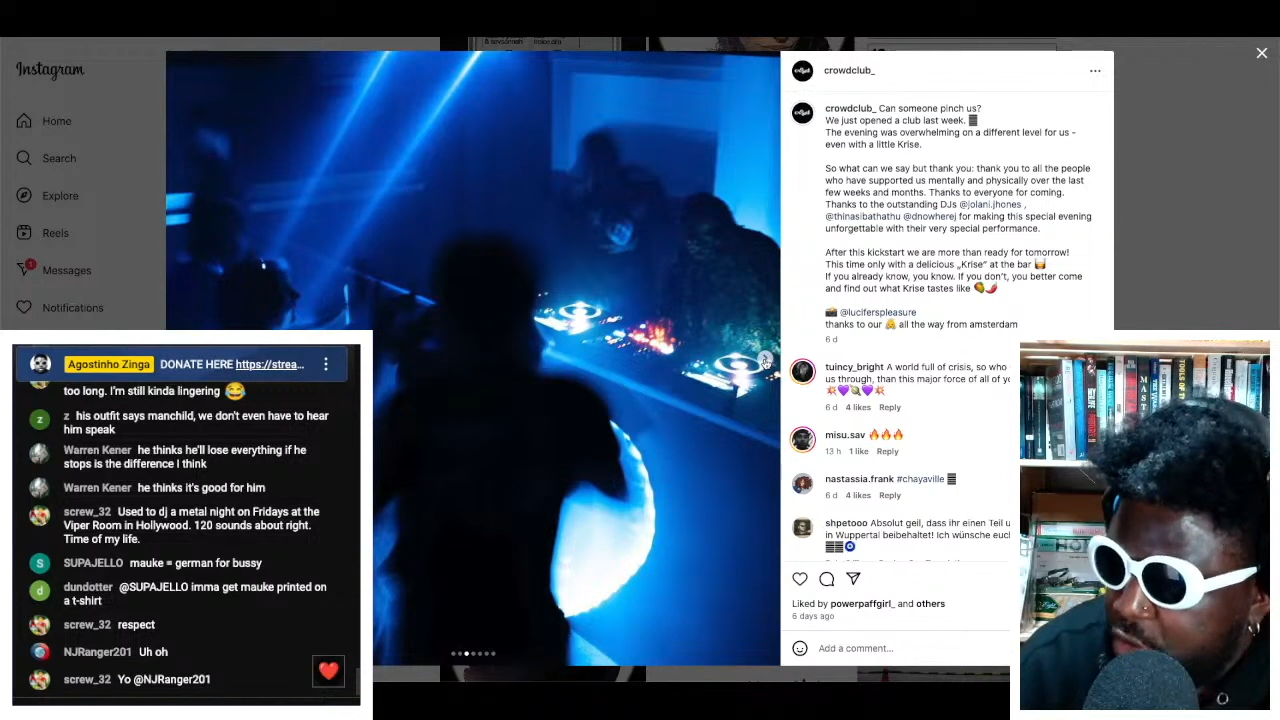 Instagram
Home
Search
Explore
Reels
1
Messages
Notifications
crowdclub_
crowdclub_ Can someone pinch us?
We just opened a club last week.
The evening was overwhelming on a different level for us -
even with a little Krise.
So what can we say but thank you: thank you to all the people
who have supported us mentally and physically over the last
few weeks and months. Thanks to everyone for coming.
Thanks to the outstanding DJs @jolani.jhones ,
@thinasibathathu @dnowherej for making this special evening
unforgettable with their very special performance.
After this kickstart we are more than ready for tomorrow!
This time only with a delicious „Krise“ at the bar
If you already know, you know. If you don't, you better come
and find out what Krise tastes like
@luciferspleasure
thanks to our all the way from amsterdam
6 d
tuincy_bright A world full of crisis, so who
us through, than this major force of all of y
6 d 4 likes Reply
misu.sav
13 h 1 like Reply
nastassia.frank #chayaville
6 d 4 likes Reply
shpetooo Absolut geil, dass ihr einen Teil u
in Wuppertal beibehaltet! Ich wünsche euch
Liked by powerpaffgirl_ and others
6 days ago
Add a comment...
Agostinho Zinga DONATE HERE https://strea...
too long. I'm still kinda lingering 😂
z his outfit says manchild, we don't even have to hear
him speak
Warren Kener he thinks he'll lose everything if he
stops is the difference I think
Warren Kener he thinks it's good for him
screw_32 Used to dj a metal night on Fridays at the
Viper Room in Hollywood. 120 sounds about right.
Time of my life.
SUPAJELLO mauke = german for bussy
dundotter @SUPAJELLO imma get mauke printed on
a t-shirt
screw_32 respect
NJRanger201 Uh oh
screw_32 Yo @NJRanger201